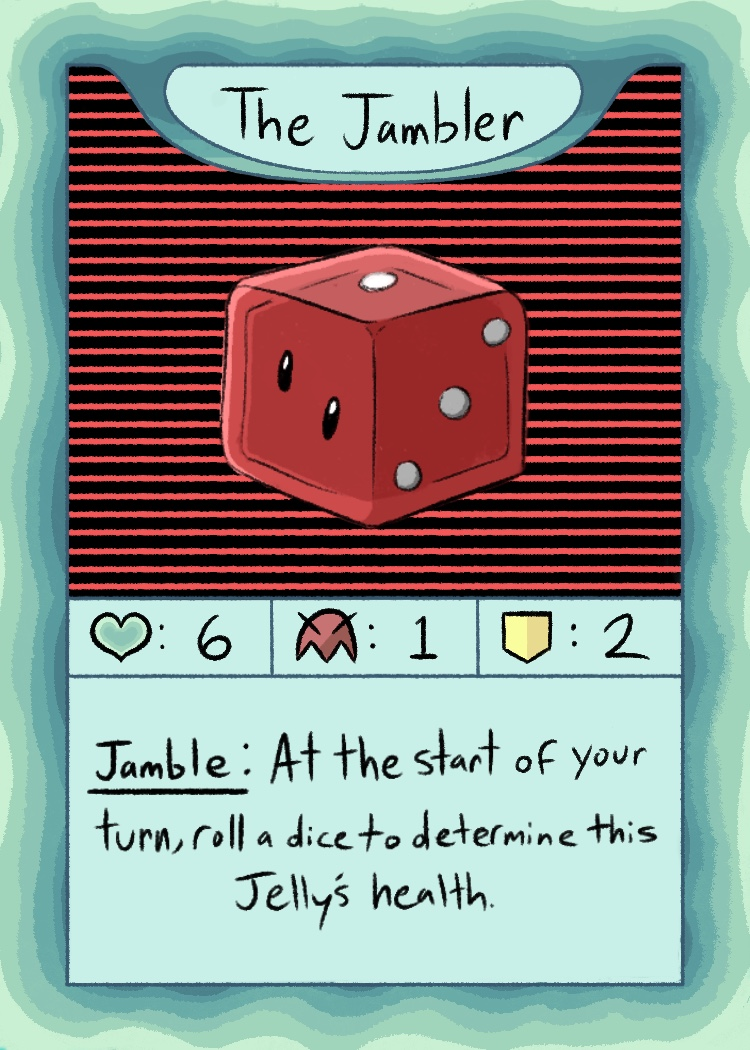 The Jambler
: 6 : 1 : 2
Jamble: At the start of your
turn, roll a dice to determine this
Jelly's health.